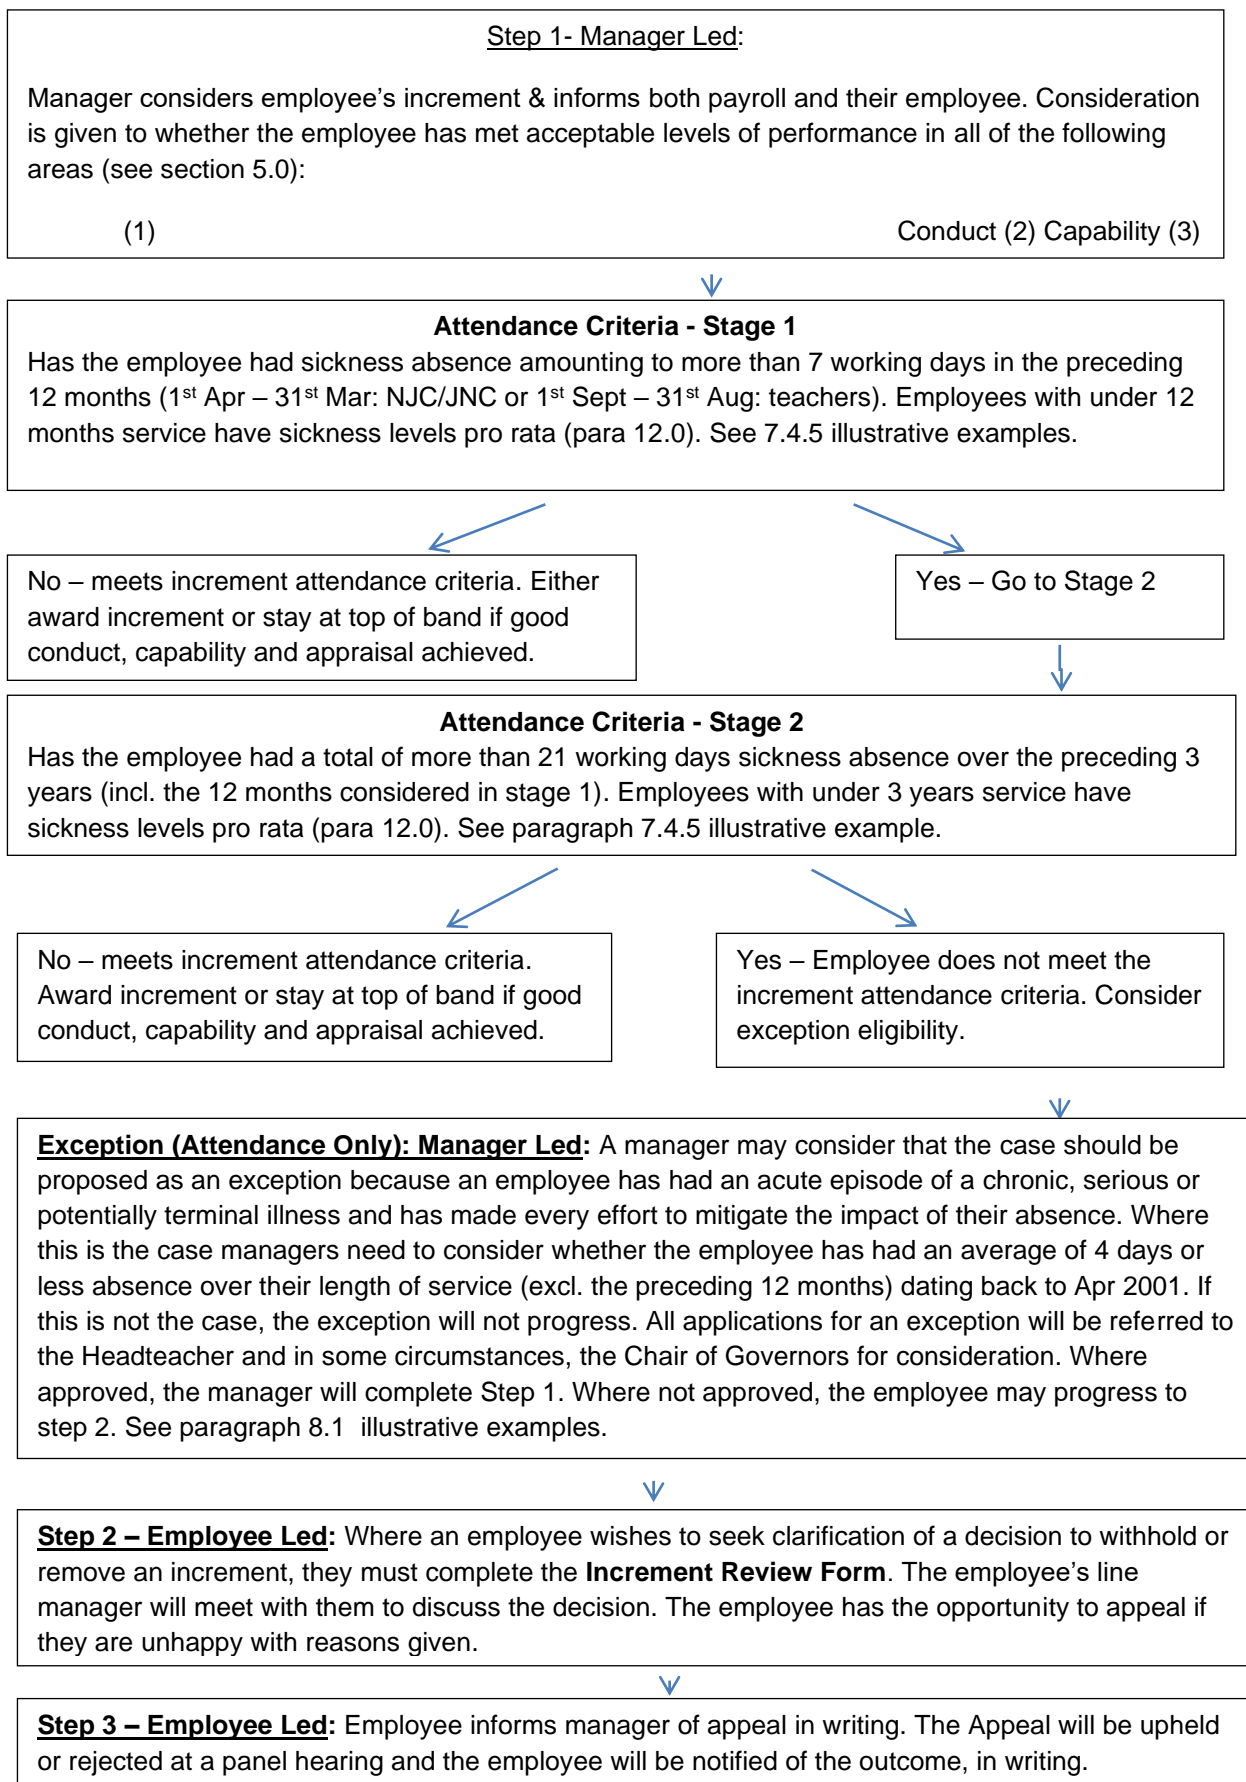 Step 1- Manager Led:
Manager considers employee's increment & informs both payroll and their employee. Consideration
is given to whether the employee has met acceptable levels of performance in all of the following
areas (see section 5.0):
(1) Conduct (2) Capability (3)
Attendance Criteria - Stage 1
Has the employee had sickness absence amounting to more than 7 working days in the preceding
12 months (1st Apr – 31st Mar: NJC/JNC or 1st Sept – 31st Aug: teachers). Employees with under 12
months service have sickness levels pro rata (para 12.0). See 7.4.5 illustrative examples.
No – meets increment attendance criteria. Either
award increment or stay at top of band if good
conduct, capability and appraisal achieved.
Yes – Go to Stage 2
Attendance Criteria - Stage 2
Has the employee had a total of more than 21 working days sickness absence over the preceding 3
years (incl. the 12 months considered in stage 1). Employees with under 3 years service have
sickness levels pro rata (para 12.0). See paragraph 7.4.5 illustrative example.
No – meets increment attendance criteria.
Award increment or stay at top of band if good
conduct, capability and appraisal achieved.
Yes – Employee does not meet the
increment attendance criteria. Consider
exception eligibility.
Exception (Attendance Only): Manager Led: A manager may consider that the case should be
proposed as an exception because an employee has had an acute episode of a chronic, serious or
potentially terminal illness and has made every effort to mitigate the impact of their absence. Where
this is the case managers need to consider whether the employee has had an average of 4 days or
less absence over their length of service (excl. the preceding 12 months) dating back to Apr 2001. If
this is not the case, the exception will not progress. All applications for an exception will be referred to
the Headteacher and in some circumstances, the Chair of Governors for consideration. Where
approved, the manager will complete Step 1. Where not approved, the employee may progress to
step 2. See paragraph 8.1 illustrative examples.
Step 2 – Employee Led: Where an employee wishes to seek clarification of a decision to withhold or
remove an increment, they must complete the Increment Review Form. The employee's line
manager will meet with them to discuss the decision. The employee has the opportunity to appeal if
they are unhappy with reasons given.
Step 3 – Employee Led: Employee informs manager of appeal in writing. The Appeal will be upheld
or rejected at a panel hearing and the employee will be notified of the outcome, in writing.